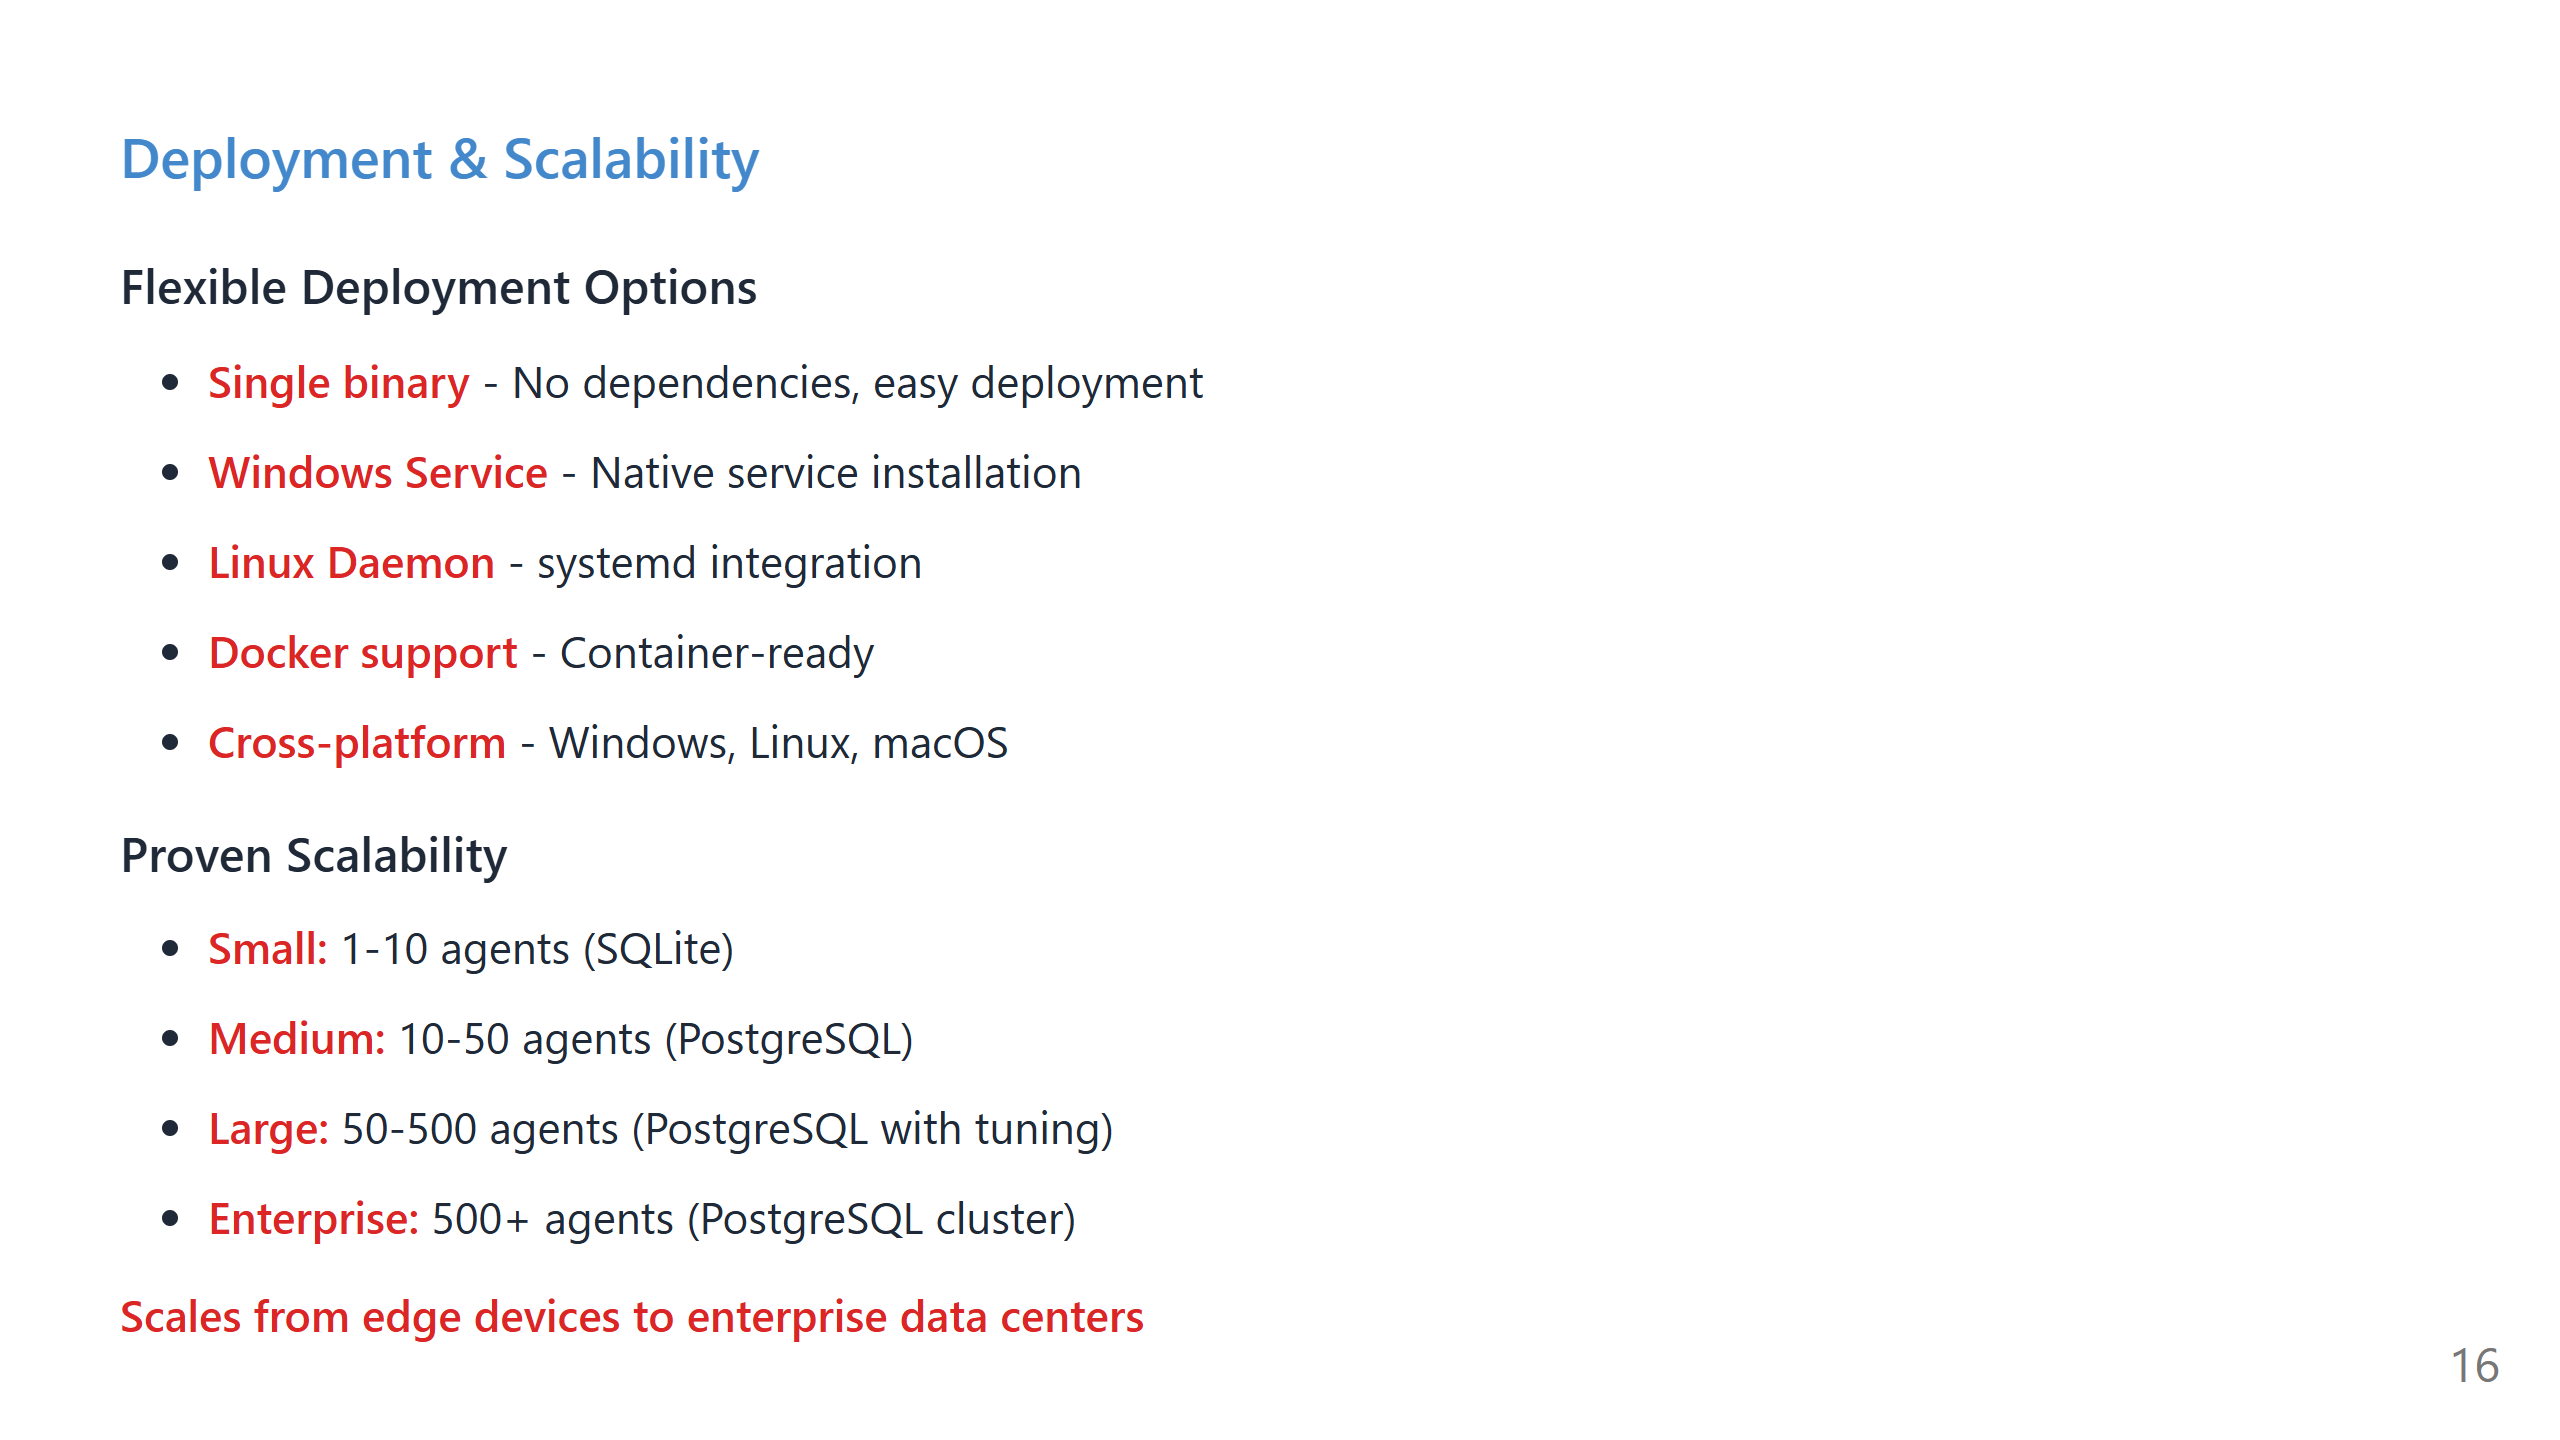 Deployment & Scalability
Flexible Deployment Options
• Single binary - No dependencies, easy deployment
• Windows Service - Native service installation
• Linux Daemon - systemd integration
• Docker support - Container-ready
• Cross-platform - Windows, Linux, macOS
Proven Scalability
• Small: 1-10 agents (SQLite)
• Medium: 10-50 agents (PostgreSQL)
• Large: 50-500 agents (PostgreSQL with tuning)
• Enterprise: 500+ agents (PostgreSQL cluster)
Scales from edge devices to enterprise data centers
16